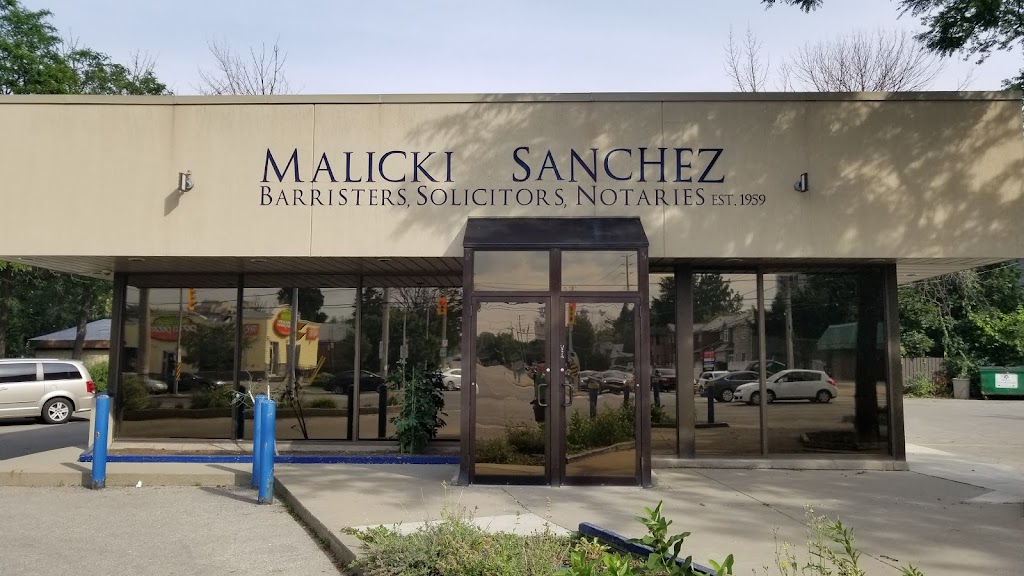 MALICKI SANCHEZ
BARRISTERS, SOLICITORS, NOTARIES EST. 1959